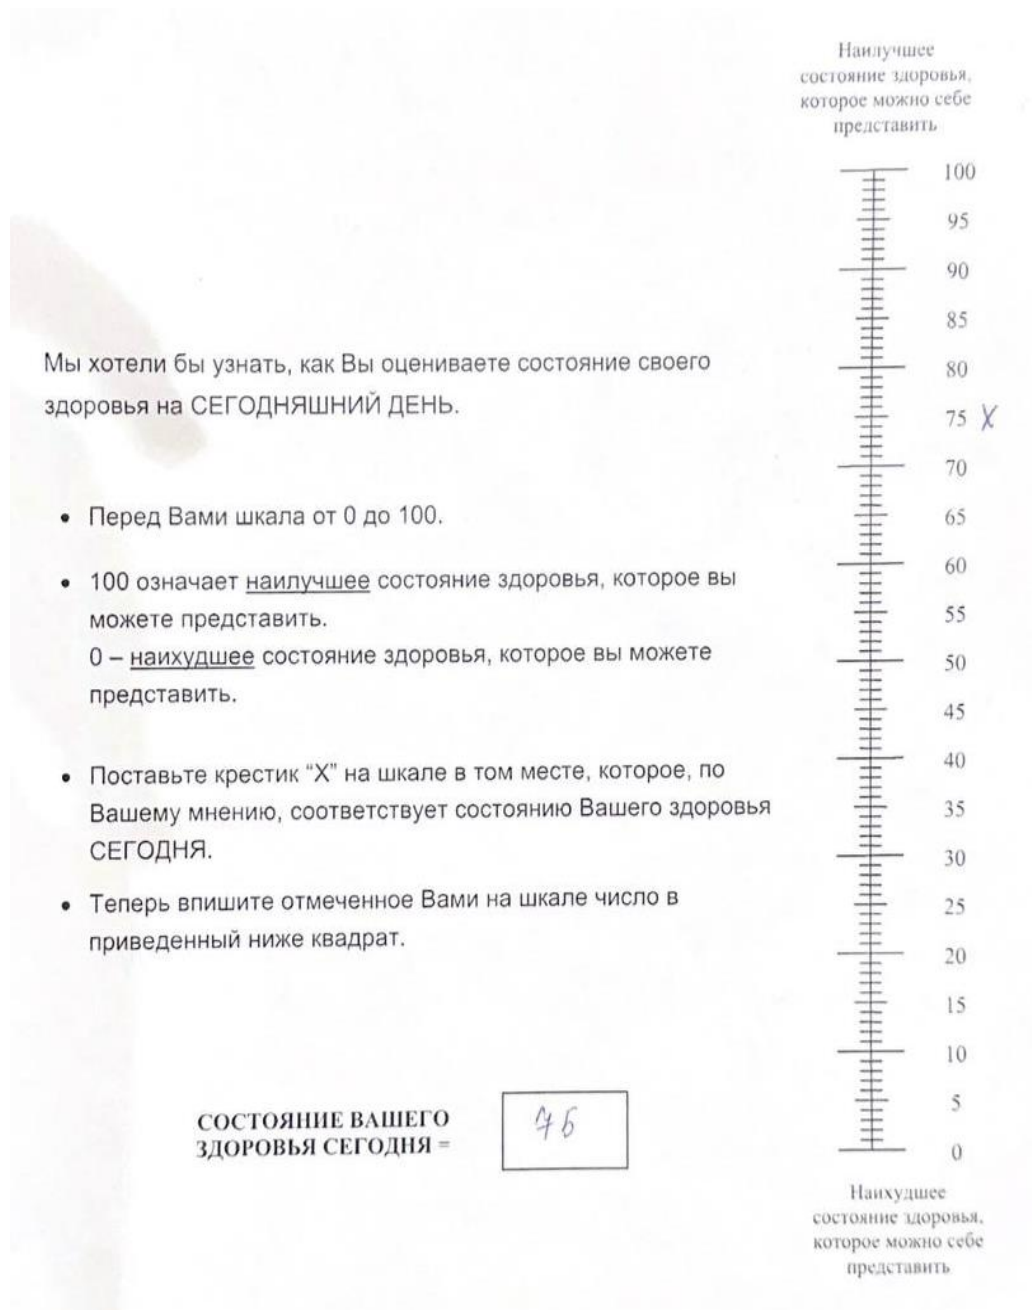 Наилучшее
состояние здоровья,
которое можно себе
представить
100
95
90
85
80
75 X
70
65
60
55
50
45
40
35
30
25
20
15
10
5
0
Наихудшее
состояние здоровья,
которое можно себе
представить
Мы хотели бы узнать, как Вы оцениваете состояние своего
здоровья на СЕГОДНЯШНИЙ ДЕНЬ.
• Перед Вами шкала от 0 до 100.
• 100 означает наилучшее состояние здоровья, которое вы
можете представить.
0 – наихудшее состояние здоровья, которое вы можете
представить.
• Поставьте крестик “X” на шкале в том месте, которое, по
Вашему мнению, соответствует состоянию Вашего здоровья
СЕГОДНЯ.
• Теперь впишите отмеченное Вами на шкале число в
приведенный ниже квадрат.
СОСТОЯНИЕ ВАШЕГО
ЗДОРОВЬЯ СЕГОДНЯ =
75